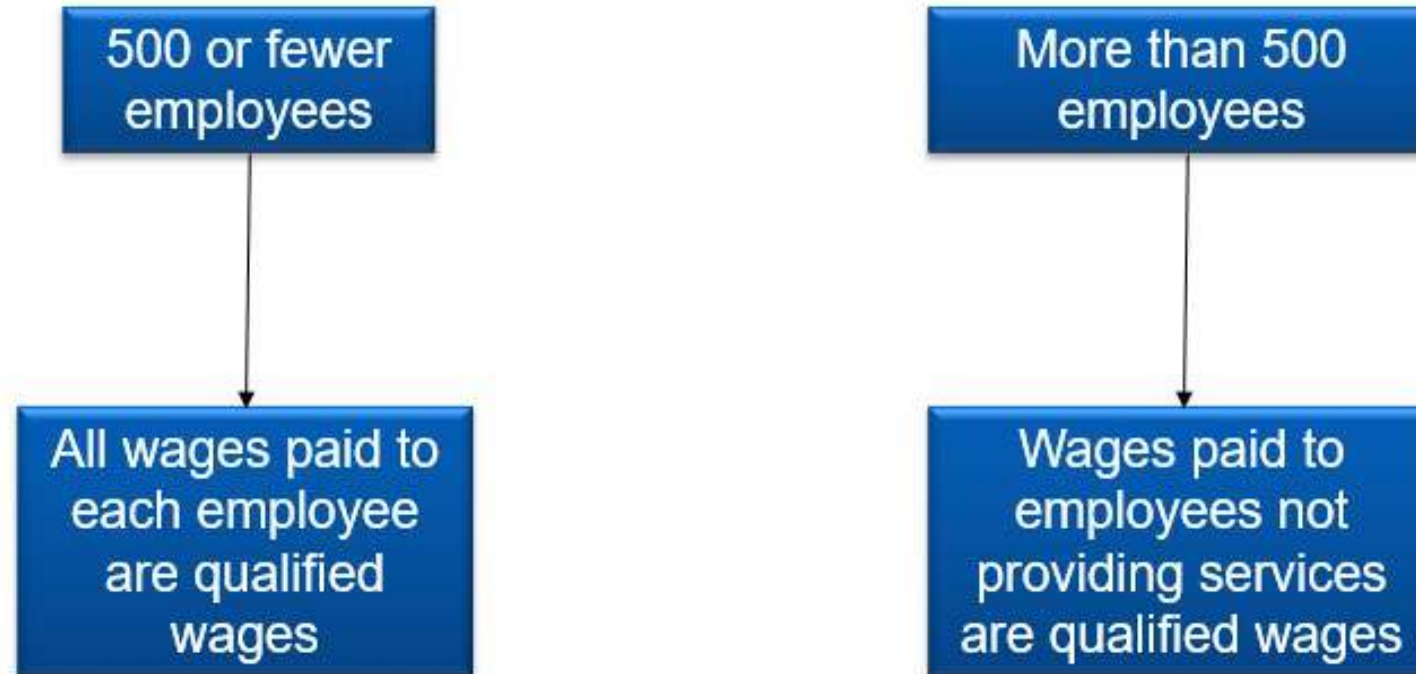 500 or fewer
employees
More than 500
employees
All wages paid to
each employee
are qualified
wages
Wages paid to
employees not
providing services
are qualified wages